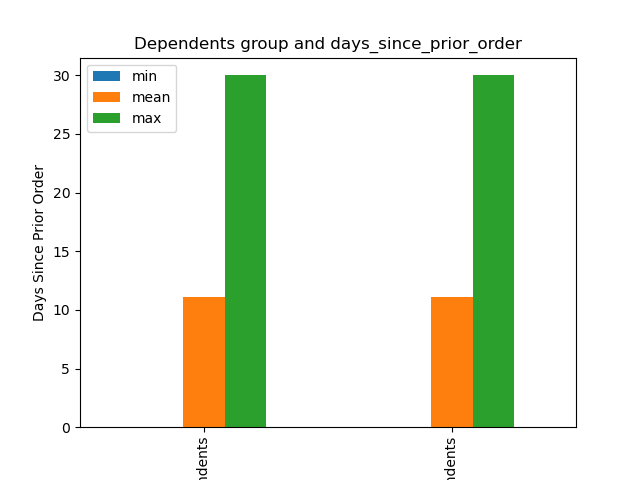 Dependents group and days_since_prior_order
min
mean
max
30
25
20
15
10
5
0
Days Since Prior Order
ndents
ndents